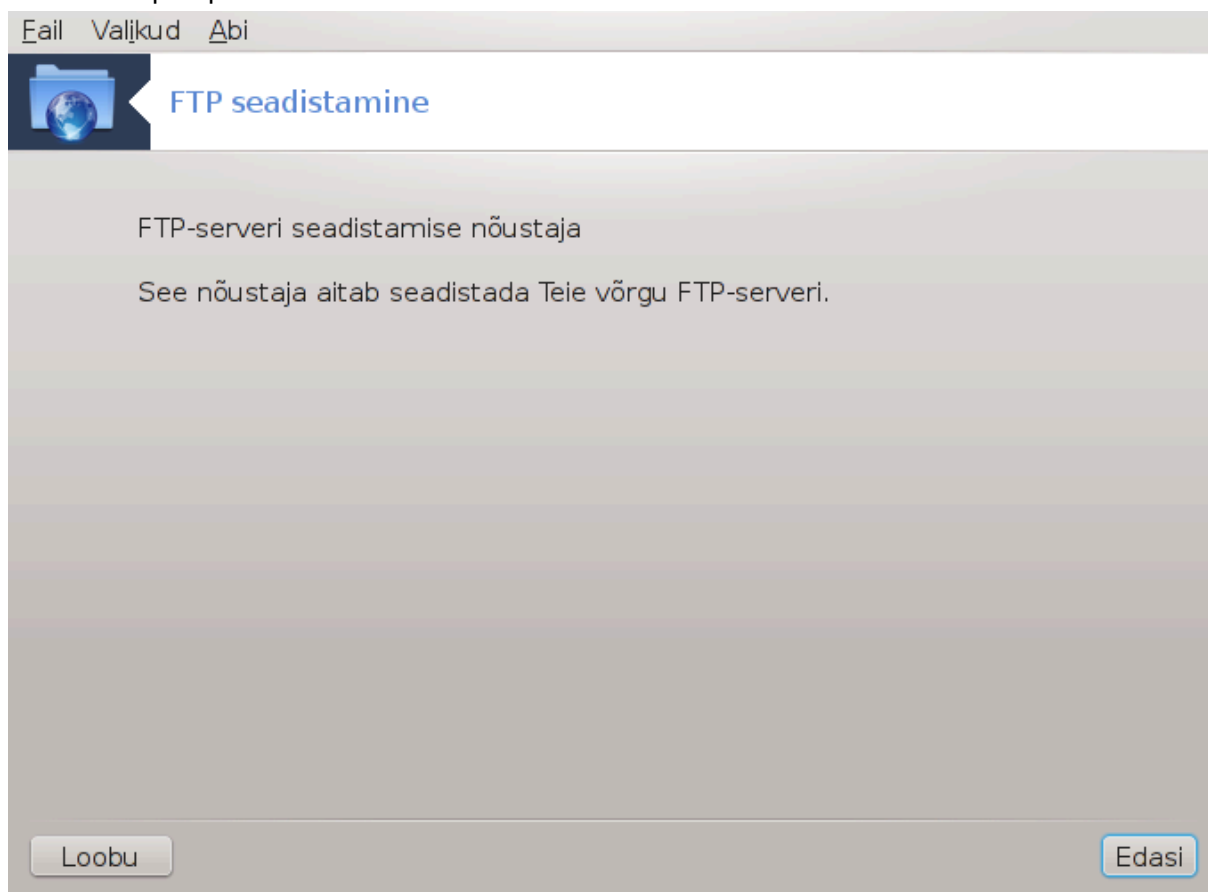 Fail Valikud Abi
FTP seadistamine
FTP-serveri seadistamise nõustaja
See nõustaja aitab seadistada Teie võrgu FTP-serveri.
Loobu Edasi